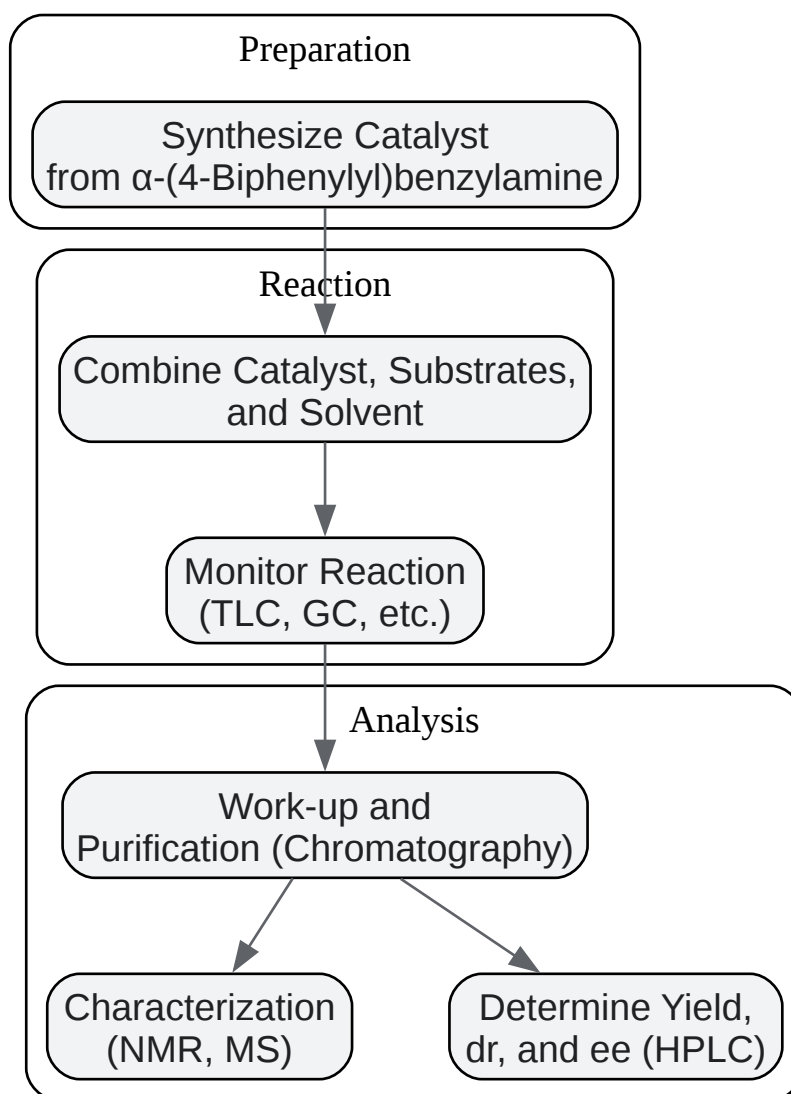 Preparation
Synthesize Catalyst
from α-(4-Biphenylyl)benzylamine
Reaction
Combine Catalyst, Substrates,
and Solvent
Monitor Reaction
(TLC, GC, etc.)
Analysis
Work-up and
Purification (Chromatography)
Characterization
(NMR, MS)
Determine Yield,
dr, and ee (HPLC)